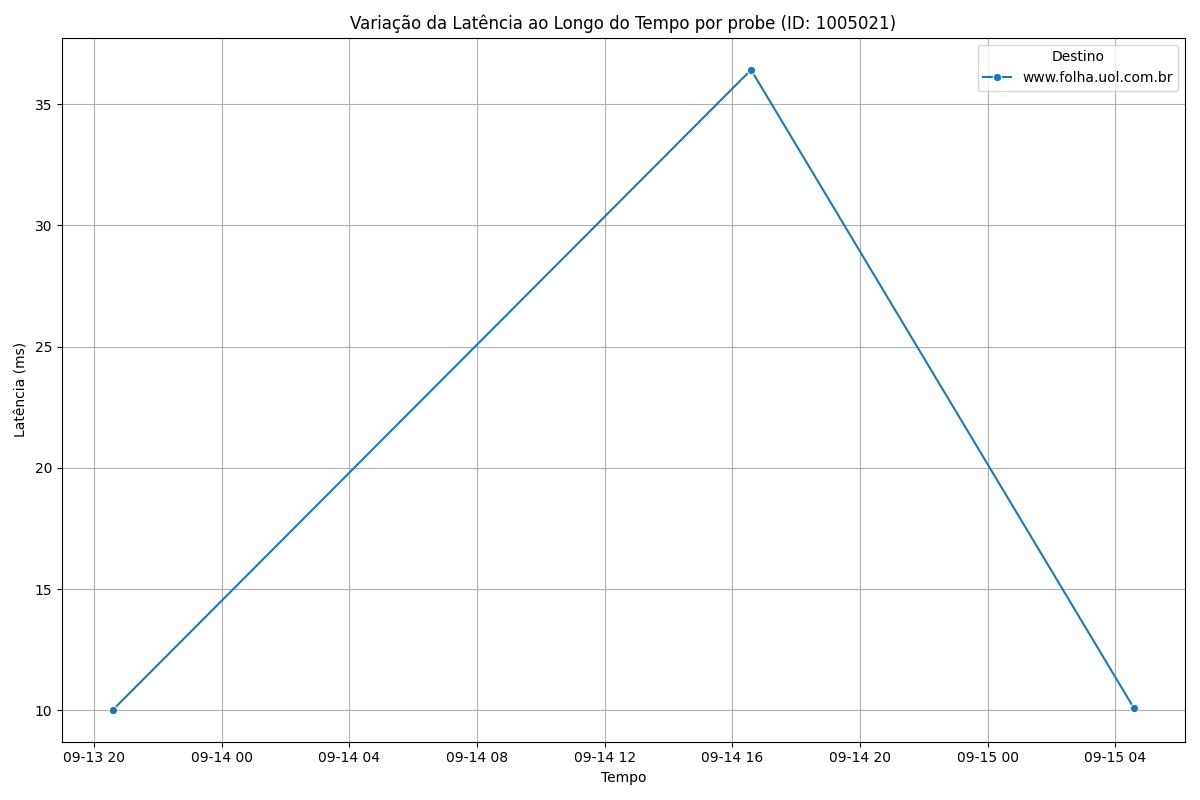 Variação da Latência ao Longo do Tempo por probe (ID: 1005021)
Destino
www.folha.uol.com.br
Latência (ms)
35
30
25
20
15
10
09-13 20 09-14 00 09-14 04 09-14 08 09-14 12 09-14 16 09-14 20 09-15 00 09-15 04
Tempo